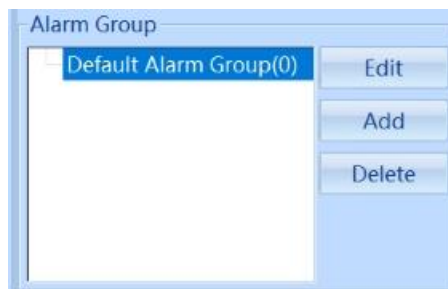 Alarm Group
Default Alarm Group(0)
Edit
Add
Delete